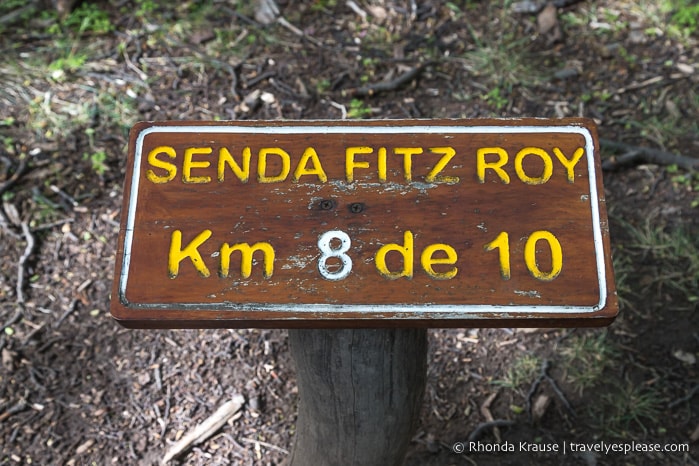 SENDA FITZ ROY
Km 8 de 10
© Rhonda Krause | travelyesplease.com